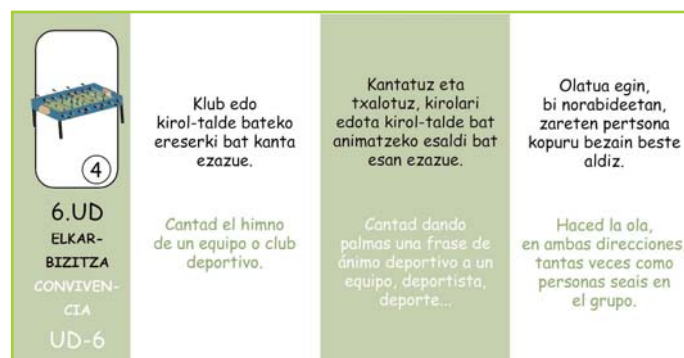 4
6.UD
ELKAR-
BIZITZA
CONVIVEN-
CIA
UD-6
Klub edo
kirol-talde bateko
ereserki bat kanta
ezazue.
Cantad el himno
de un equipo o club
deportivo.
Kantatuz eta
txalotuz, kirolari
edota kirol-talde bat
animatzeko esaldi bat
esan ezazue.
Cantad dando
palmas una frase de
ánimo deportivo a un
equipo, deportista,
deporte...
Olatua egin,
bi norabideetan,
zareten pertsona
kopuru bezain beste
aldiz.
Haced la ola,
en ambas direcciones,
tantas veces como
personas seais en
el grupo.